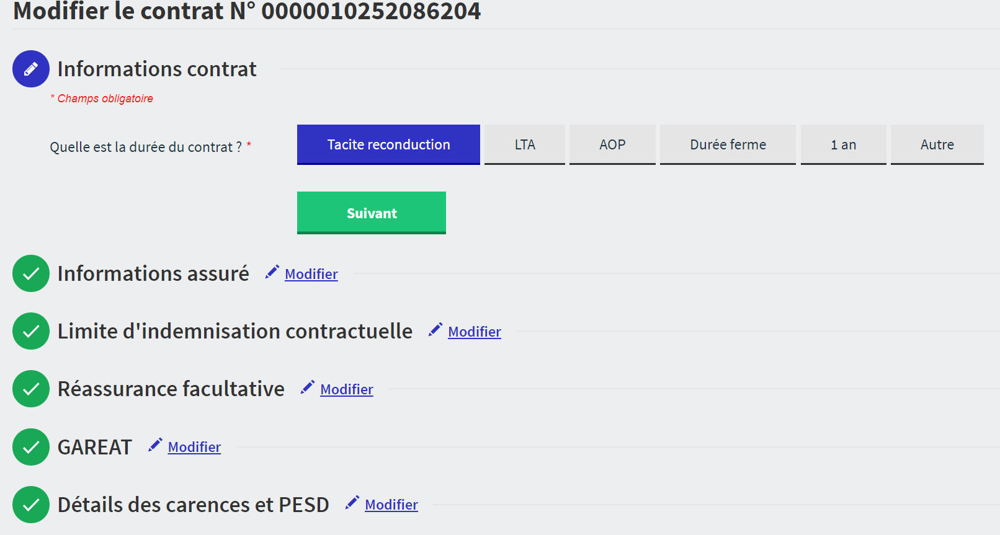 Modifier le contrat N° 0000010252086204
Informations contrat
* Champs obligatoire
Quelle est la durée du contrat ? *
Tacite reconduction
LTA
AOP
Durée ferme
1 an
Autre
Suivant
Informations assuré Modifier
Limite d'indemnisation contractuelle Modifier
Réassurance facultative Modifier
GAREAT Modifier
Détails des carences et PESD Modifier